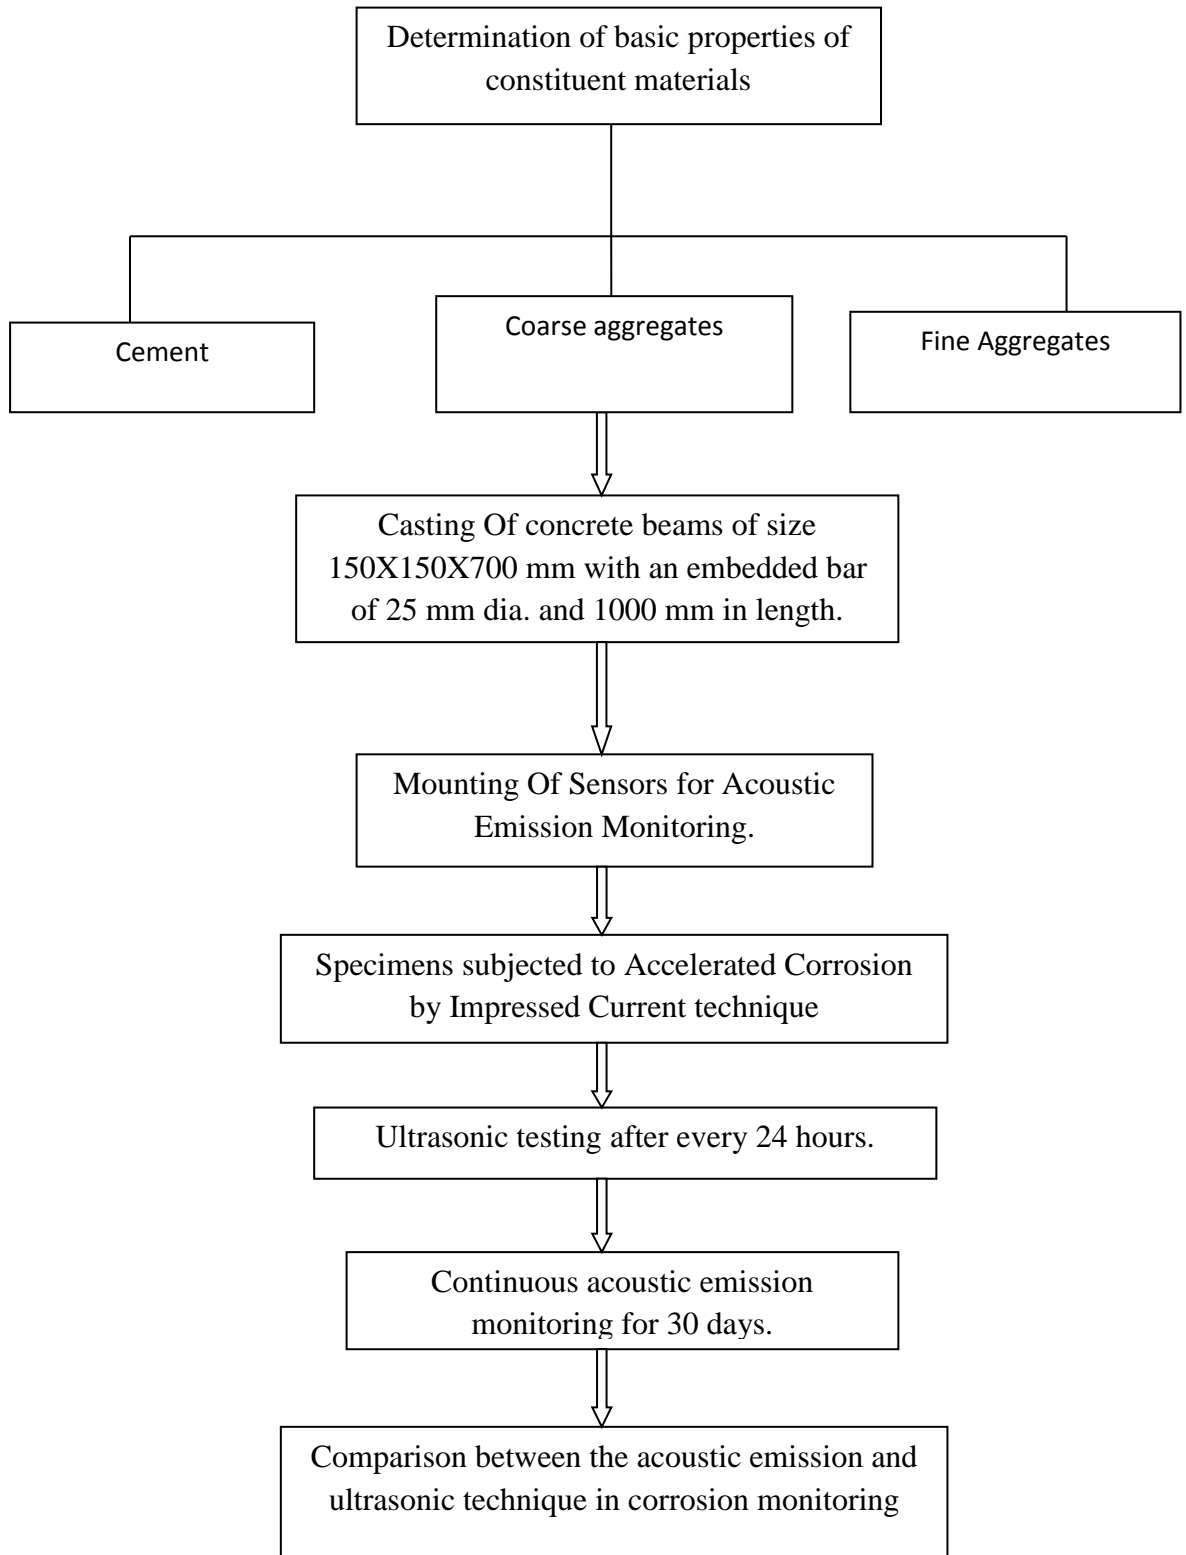 Determination of basic properties of
constituent materials
Cement
Coarse aggregates
Fine Aggregates
Casting Of concrete beams of size
150X150X700 mm with an embedded bar
of 25 mm dia. and 1000 mm in length.
Mounting Of Sensors for Acoustic
Emission Monitoring.
Specimens subjected to Accelerated Corrosion
by Impressed Current technique
Ultrasonic testing after every 24 hours.
Continuous acoustic emission
monitoring for 30 days.
Comparison between the acoustic emission and
ultrasonic technique in corrosion monitoring